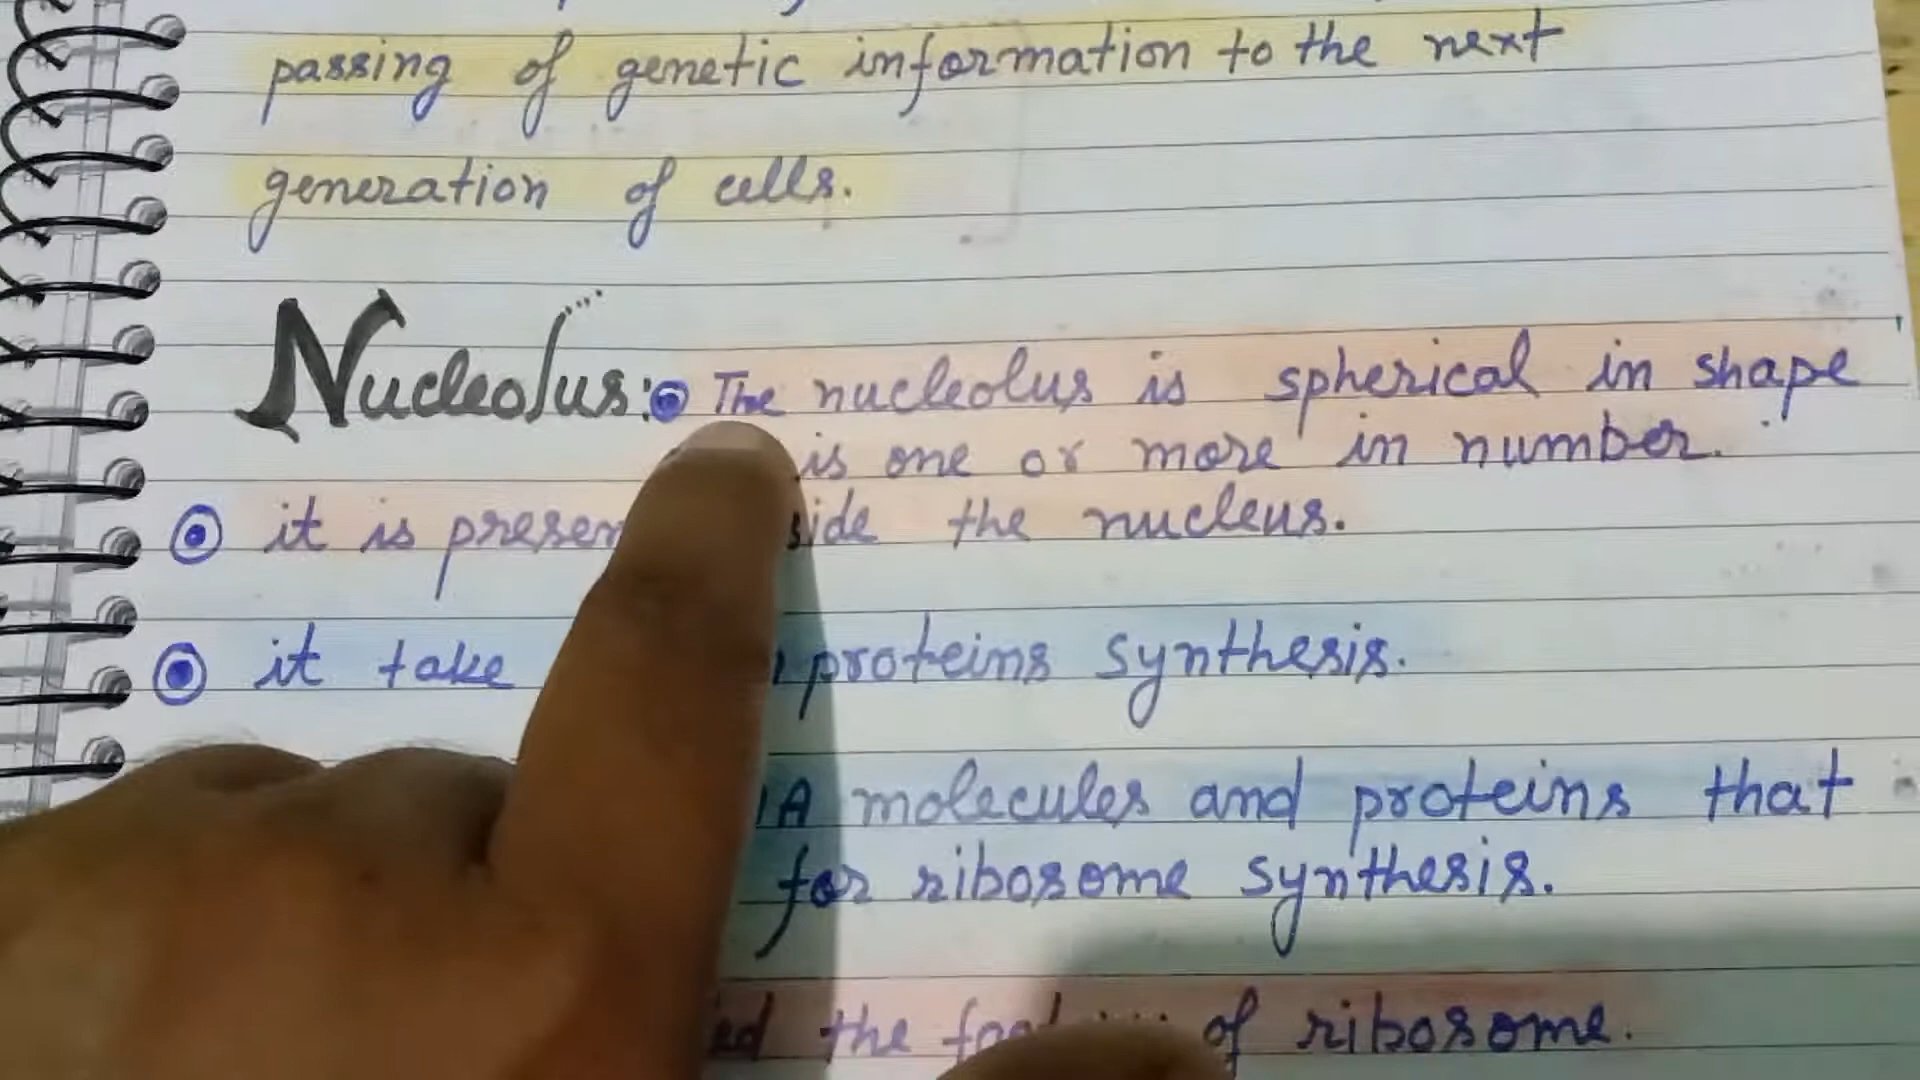 passing of genetic information to the next
generation of cells.
Nucleolus: The nucleolus is spherical in shape
is one or more in number.
it is presen side the nucleus.
it take proteins synthesis.
A molecules and proteins that
for ribosome synthesis.
ed the of ribosome.